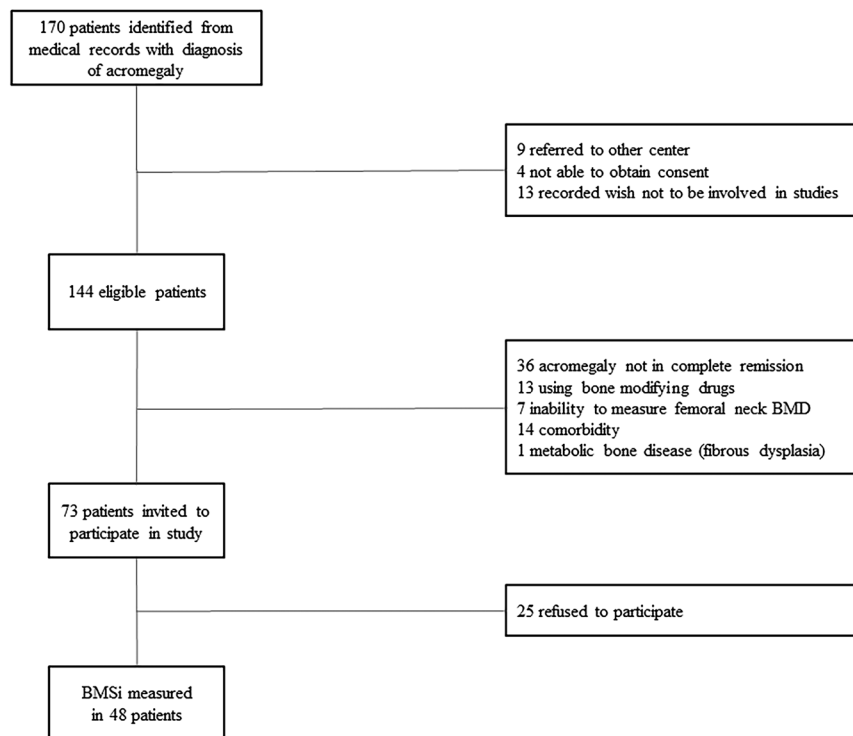 170 patients identified from
medical records with diagnosis
of acromegaly
9 referred to other center
4 not able to obtain consent
13 recorded wish not to be involved in studies
144 eligible patients
36 acromegaly not in complete remission
13 using bone modifying drugs
7 inability to measure femoral neck BMD
14 comorbidity
1 metabolic bone disease (fibrous dysplasia)
73 patients invited to
participate in study
25 refused to participate
BMSi measured
in 48 patients